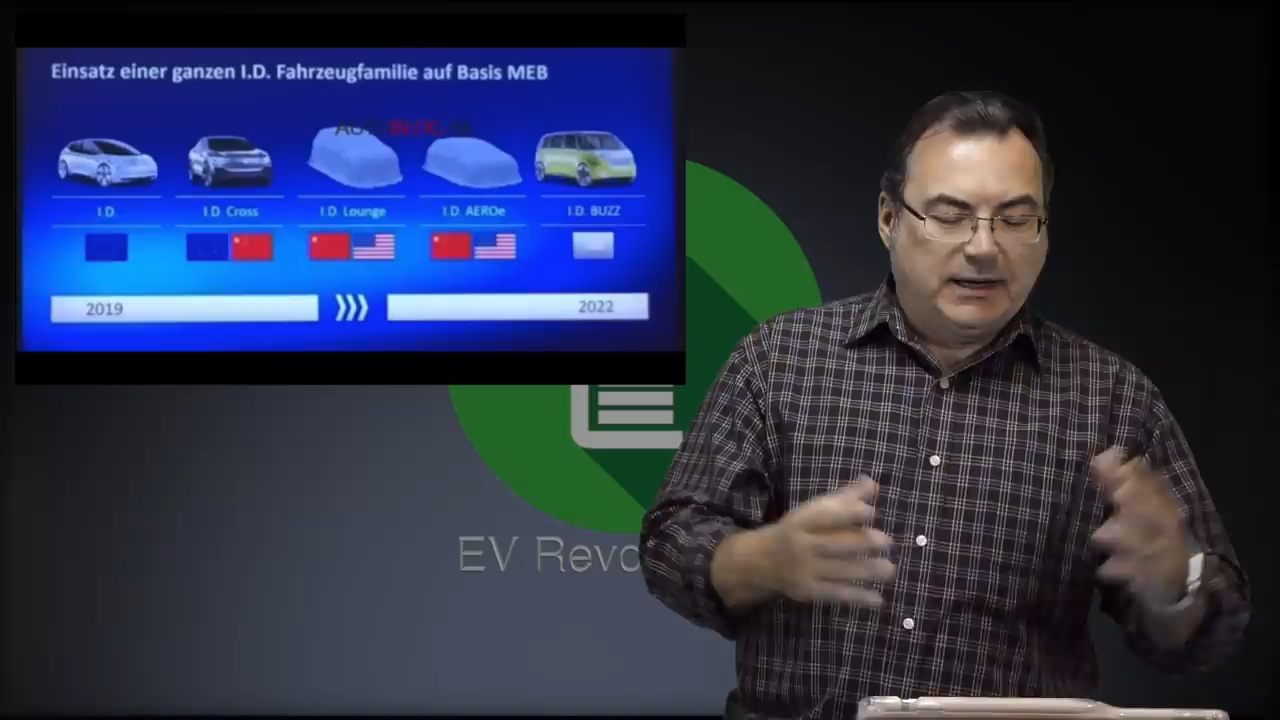 Einsatz einer ganzen I.D. Fahrzeugfamilie auf Basis MEB
I.D.
I.D Cross
I.D. Lounge
I.D. AEROe
I.D. BUZZ
2019
2022
EV Revo